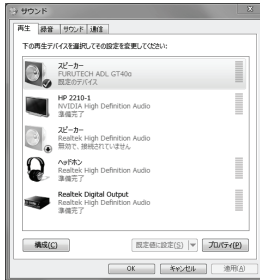 サウンド
再生 録音 サウンド 通信
下の再生デバイスを選択してその設定を変更してください:
スピーカー
FURUTECH ADL GT40α
既定のデバイス
HP 2210-1
NVIDIA High Definition Audio
準備完了
スピーカー
Realtek High Definition Audio
無効で、接続されていません
ヘッドホン
Realtek High Definition Audio
準備完了
Realtek Digital Output
Realtek High Definition Audio
準備完了
構成(C) 既定値に設定(S) プロパティ(P)
OK キャンセル 適用(A)